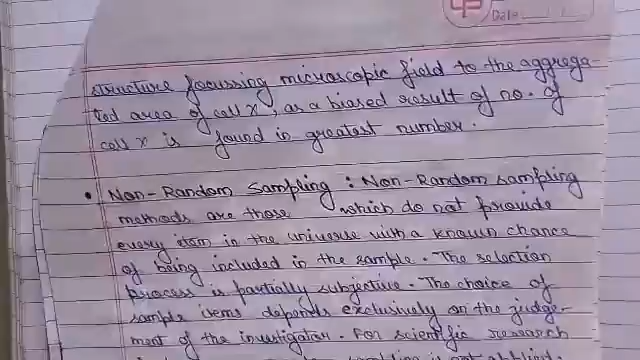 Date
structure focussing microscopic field to the aggrega-
ted area of cell X, as a biased result of no. of
cell X is found in greatest number.
• Non-Random Sampling : Non-Random sampling
methods are those which do not provide
every item in the universe with a known chance
of being included in the sample. The selection
process is partially subjective. The choice of
sample items depends exclusively on the judge-
ment of the investigator. For scientific research